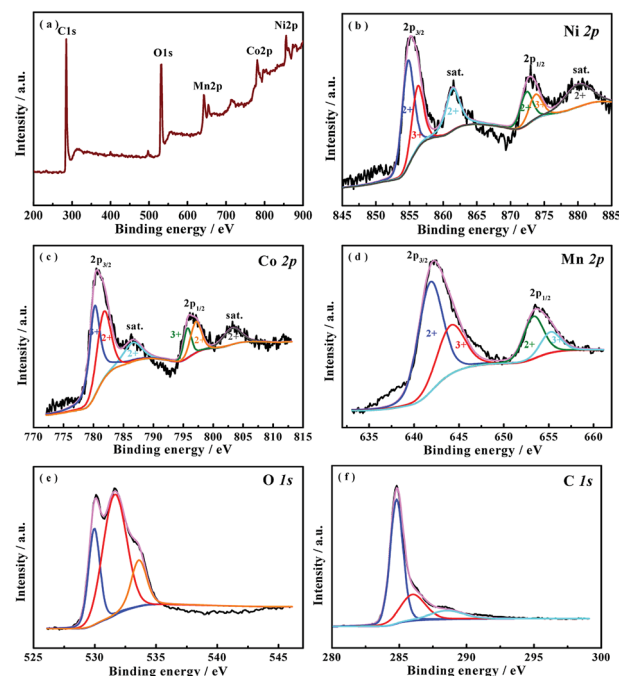 ( a )
C1s
O1s
Mn2p
Co2p
Ni2p
Intensity / a.u.
200 300 400 500 600 700 800 900
Binding energy / eV
( b )
Ni 2p
2p3/2
2p1/2
sat.
sat.
2+
3+
2+
2+
3+
2+
Intensity / a.u.
845 850 855 860 865 870 875 880 885
Binding energy / eV
( c )
Co 2p
2p3/2
2p1/2
sat.
sat.
3+
2+
2+
3+
2+
2+
Intensity / a.u.
770 775 780 785 790 795 800 805 810 815
Binding energy / eV
( d )
Mn 2p
2p3/2
2p1/2
2+
3+
2+
3+
Intensity / a.u.
635 640 645 650 655 660
Binding energy / eV
( e )
O 1s
Intensity / a.u.
525 530 535 540 545
Binding energy / eV
( f )
C 1s
Intensity / a.u.
280 285 290 295 300
Binding energy / eV